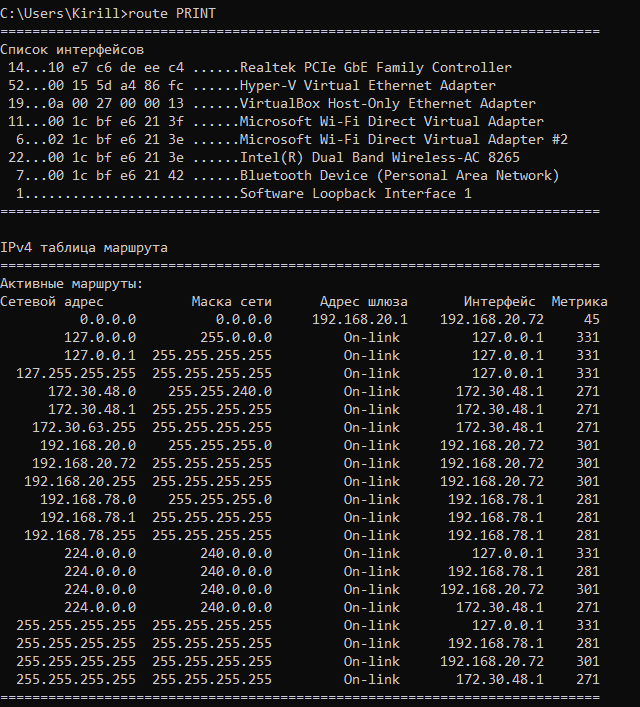 C:\Users\Kirill>route PRINT
===========================================================================
Список интерфейсов
 14...10 e7 c6 de ee c4 ......Realtek PCIe GbE Family Controller
 52...00 15 5d a4 86 fc ......Hyper-V Virtual Ethernet Adapter
 19...0a 00 27 00 00 13 ......VirtualBox Host-Only Ethernet Adapter
 11...00 1c bf e6 21 3f ......Microsoft Wi-Fi Direct Virtual Adapter
  6...02 1c bf e6 21 3e ......Microsoft Wi-Fi Direct Virtual Adapter #2
 22...00 1c bf e6 21 3e ......Intel(R) Dual Band Wireless-AC 8265
  7...00 1c bf e6 21 42 ......Bluetooth Device (Personal Area Network)
  1...........................Software Loopback Interface 1
===========================================================================

IPv4 таблица маршрута
===========================================================================
Активные маршруты:
Сетевой адрес           Маска сети      Адрес шлюза       Интерфейс  Метрика
          0.0.0.0          0.0.0.0     192.168.20.1    192.168.20.72     45
        127.0.0.0        255.0.0.0         On-link         127.0.0.1    331
        127.0.0.1  255.255.255.255         On-link         127.0.0.1    331
  127.255.255.255  255.255.255.255         On-link         127.0.0.1    331
      172.30.48.0    255.255.240.0         On-link       172.30.48.1    271
      172.30.48.1  255.255.255.255         On-link       172.30.48.1    271
    172.30.63.255  255.255.255.255         On-link       172.30.48.1    271
     192.168.20.0    255.255.255.0         On-link     192.168.20.72    301
    192.168.20.72  255.255.255.255         On-link     192.168.20.72    301
   192.168.20.255  255.255.255.255         On-link     192.168.20.72    301
     192.168.78.0    255.255.255.0         On-link      192.168.78.1    281
     192.168.78.1  255.255.255.255         On-link      192.168.78.1    281
   192.168.78.255  255.255.255.255         On-link      192.168.78.1    281
        224.0.0.0        240.0.0.0         On-link         127.0.0.1    331
        224.0.0.0        240.0.0.0         On-link      192.168.78.1    281
        224.0.0.0        240.0.0.0         On-link     192.168.20.72    301
        224.0.0.0        240.0.0.0         On-link       172.30.48.1    271
  255.255.255.255  255.255.255.255         On-link         127.0.0.1    331
  255.255.255.255  255.255.255.255         On-link      192.168.78.1    281
  255.255.255.255  255.255.255.255         On-link     192.168.20.72    301
  255.255.255.255  255.255.255.255         On-link       172.30.48.1    271
===========================================================================